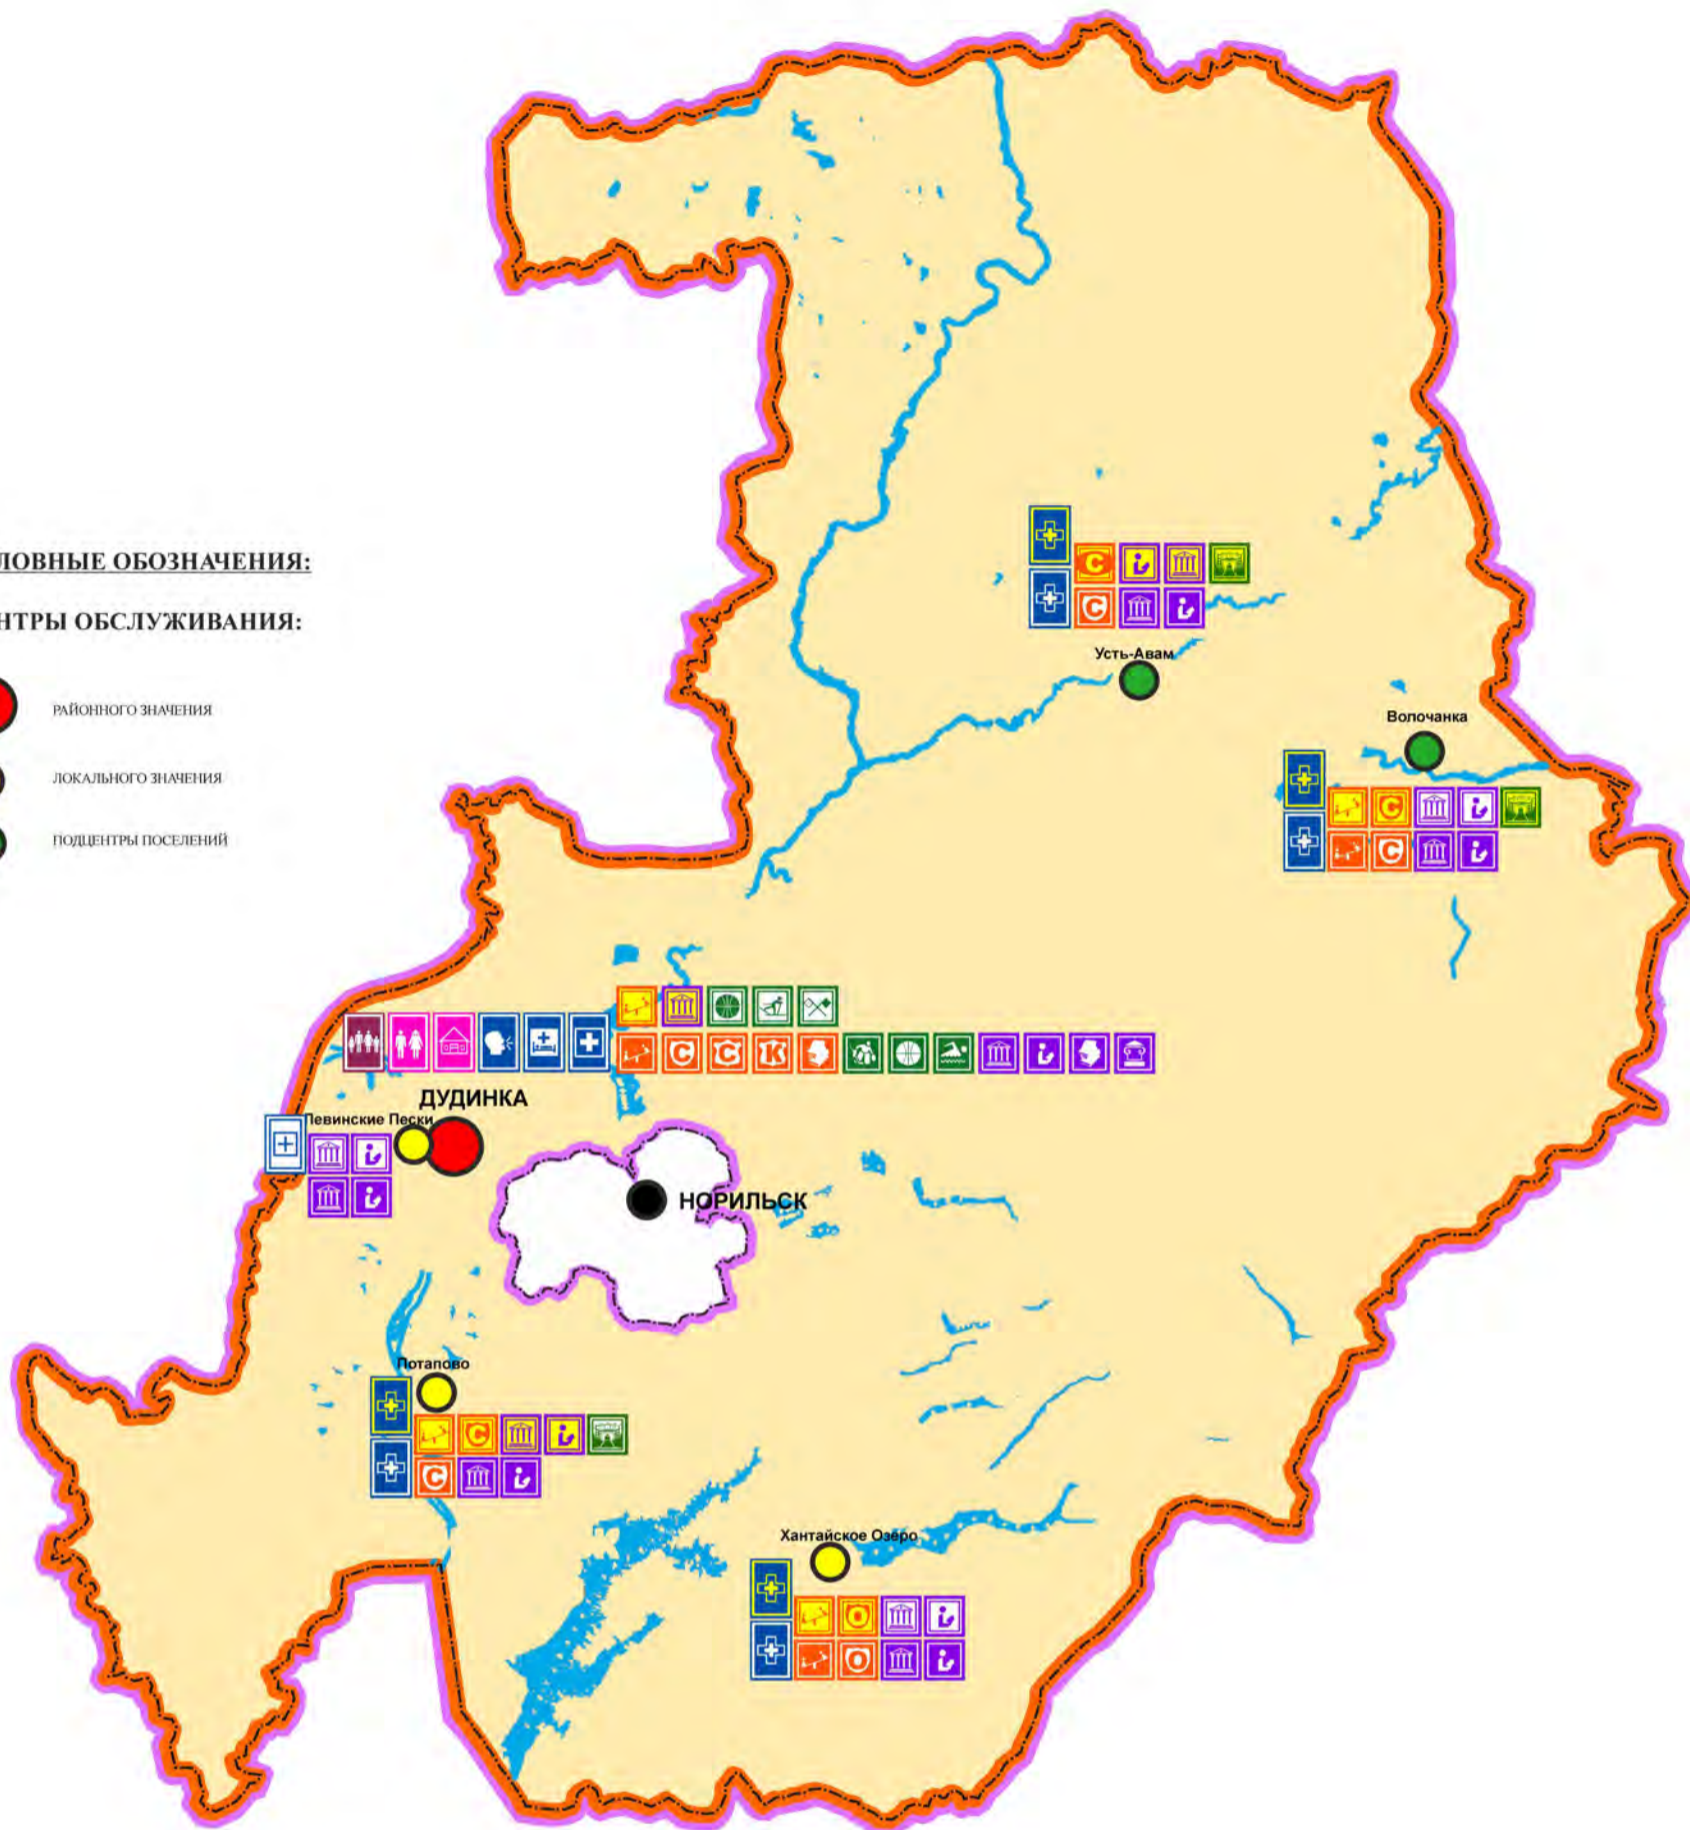 ЛОВНЫЕ ОБОЗНАЧЕНИЯ:
НТРЫ ОБСЛУЖИВАНИЯ:
РАЙОННОГО ЗНАЧЕНИЯ
ЛОКАЛЬНОГО ЗНАЧЕНИЯ
ПОДЦЕНТРЫ ПОСЕЛЕНИЙ
С
С
Усть-Авам
Волочанка
С
С
С С К
ДУДИНКА
Левинские Пески
НОРИЛЬСК
Потапово
С
С
Хантайское Озеро
О
О